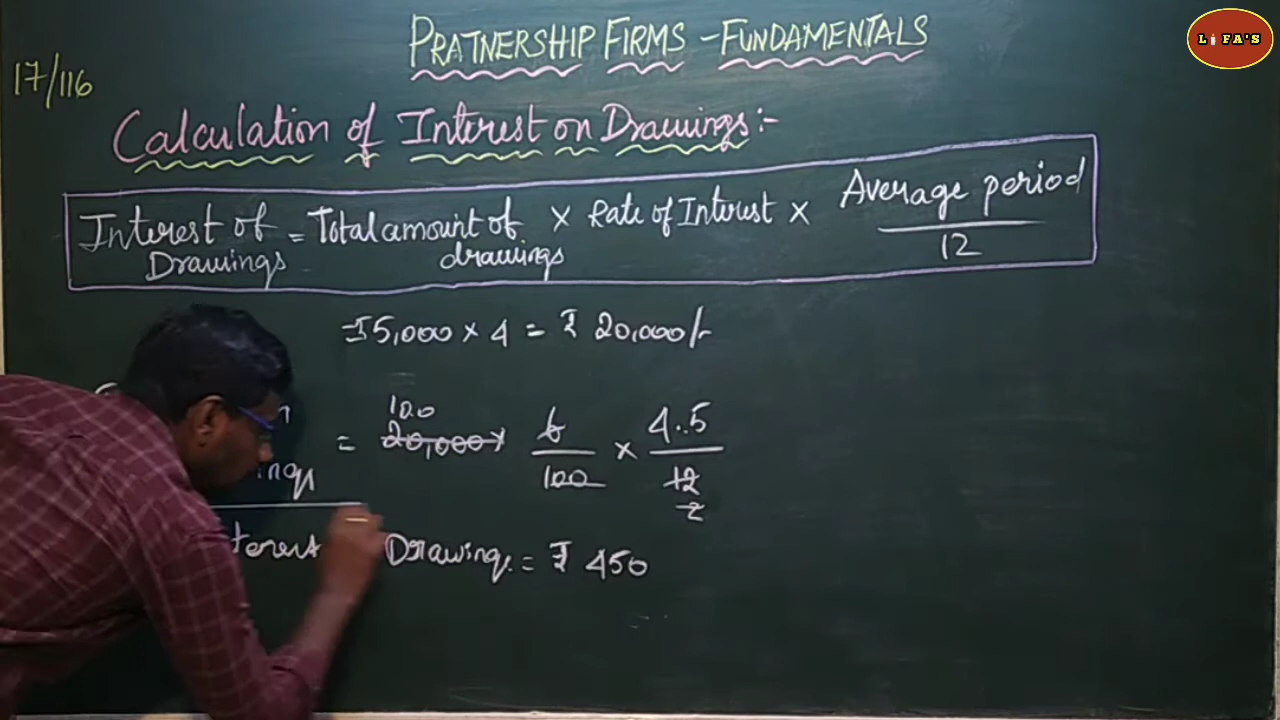 PRATNERSHIP FIRMS - FUNDAMENTALS
LIFA'S
17/116
Calculation of Interest on Drawings:-
Interest of Drawings = Total amount of drawings × Rate of Interest × Average period / 12
= ₹5,000 × 4 = ₹ 20,000/-
100
= 20,000 × 6/100 × 4.5/12
2
Drawings = ₹ 450